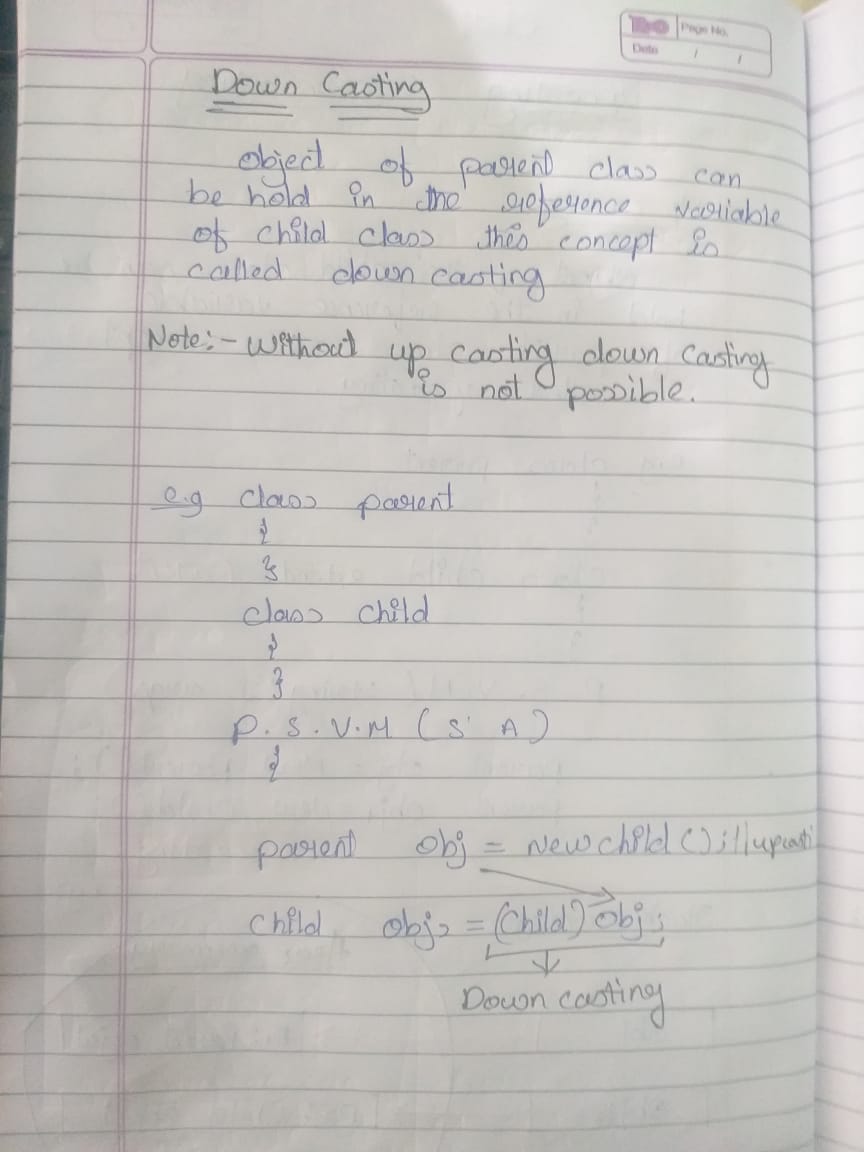 Page No.
Date / /
Down Casting
object of parent class can
be hold in the reference variable
of child class this concept is
called down casting
Note:- without up casting down casting
is not possible.
e.g class parent
{
}
class child
{
}
P. S. V. M ( S A )
{
parent obj = new child ( ) ; // upcasti
child obj2 = (child) obj ;
Down casting